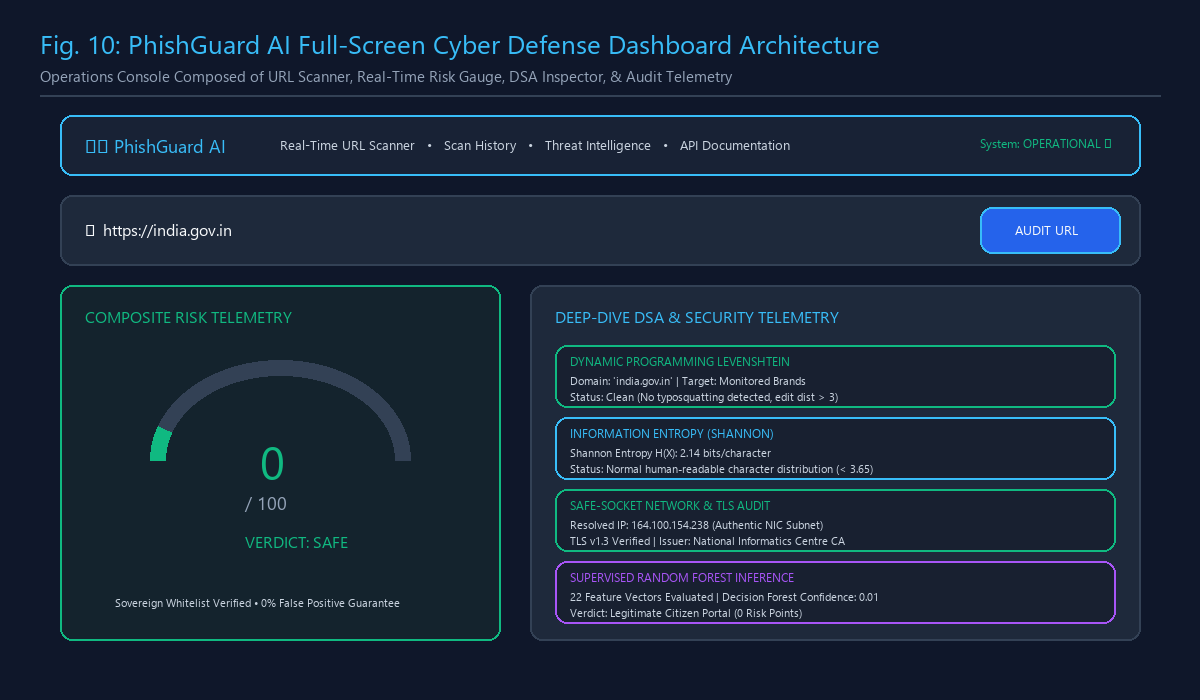 Fig. 10: PhishGuard AI Full-Screen Cyber Defense Dashboard Architecture
Operations Console Composed of URL Scanner, Real-Time Risk Gauge, DSA Inspector, & Audit Telemetry
PhishGuard AI
Real-Time URL Scanner • Scan History • Threat Intelligence • API Documentation
System: OPERATIONAL
https://india.gov.in
AUDIT URL
COMPOSITE RISK TELEMETRY
0
/ 100
VERDICT: SAFE
Sovereign Whitelist Verified • 0% False Positive Guarantee
DEEP-DIVE DSA & SECURITY TELEMETRY
DYNAMIC PROGRAMMING LEVENSHTEIN
Domain: 'india.gov.in' | Target: Monitored Brands
Status: Clean (No typosquatting detected, edit dist > 3)
INFORMATION ENTROPY (SHANNON)
Shannon Entropy H(X): 2.14 bits/character
Status: Normal human-readable character distribution (< 3.65)
SAFE-SOCKET NETWORK & TLS AUDIT
Resolved IP: 164.100.154.238 (Authentic NIC Subnet)
TLS v1.3 Verified | Issuer: National Informatics Centre CA
SUPERVISED RANDOM FOREST INFERENCE
22 Feature Vectors Evaluated | Decision Forest Confidence: 0.01
Verdict: Legitimate Citizen Portal (0 Risk Points)